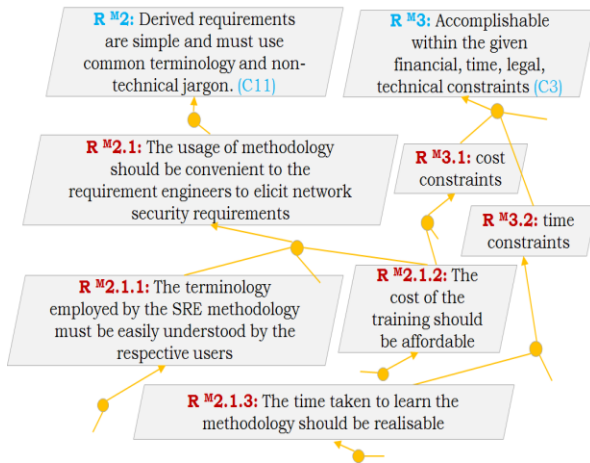 R ᴹ2: Derived requirements
are simple and must use
common terminology and non-
technical jargon. (C11)
R ᴹ3: Accomplishable
within the given
financial, time, legal,
technical constraints (C3)
R ᴹ2.1: The usage of methodology
should be convenient to the
requirement engineers to elicit network
security requirements
R ᴹ3.1:
cost
constraints
R ᴹ3.2: time
constraints
R ᴹ2.1.1: The terminology
employed by the SRE methodology
must be easily understood by the
respective users
R ᴹ2.1.2: The
cost of the
training should
be affordable
R ᴹ2.1.3: The time taken to learn the
methodology should be realisable